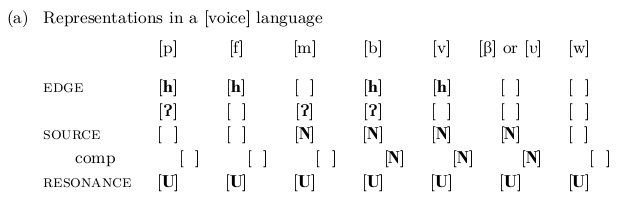 (a) Representations in a [voice] language
[p] [f] [m] [b] [v] [β] or [ʋ] [w]
EDGE [h] [h] [ ] [h] [h] [ ] [ ]
[ʔ] [ ] [ʔ] [ʔ] [ ] [ ] [ ]
SOURCE [ ] [ ] [N] [N] [N] [N] [ ]
comp [ ] [ ] [ ] [N] [N] [N] [ ]
RESONANCE [U] [U] [U] [U] [U] [U] [U]